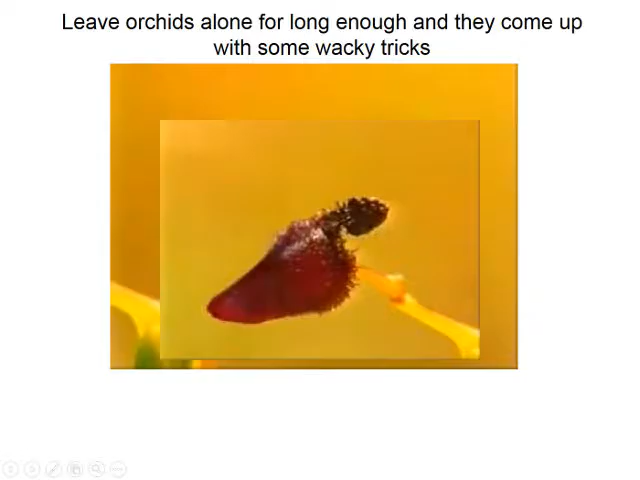 Leave orchids alone for long enough and they come up
with some wacky tricks